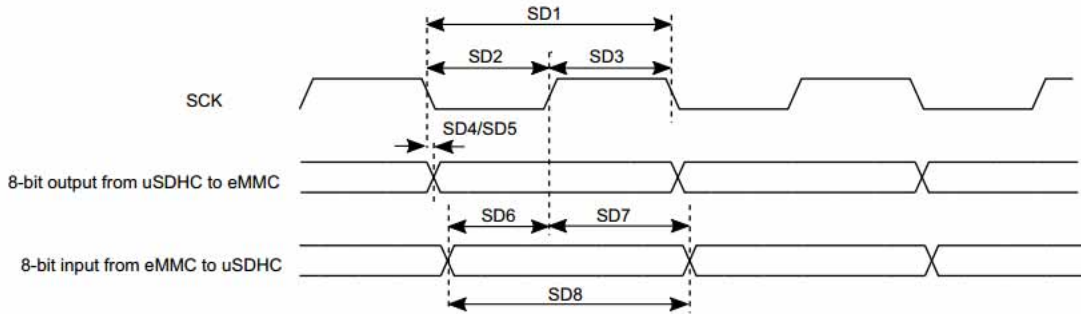 SD1
SD2
SD3
SCK
SD4/SD5
8-bit output from uSDHC to eMMC
SD6
SD7
8-bit input from eMMC to uSDHC
SD8